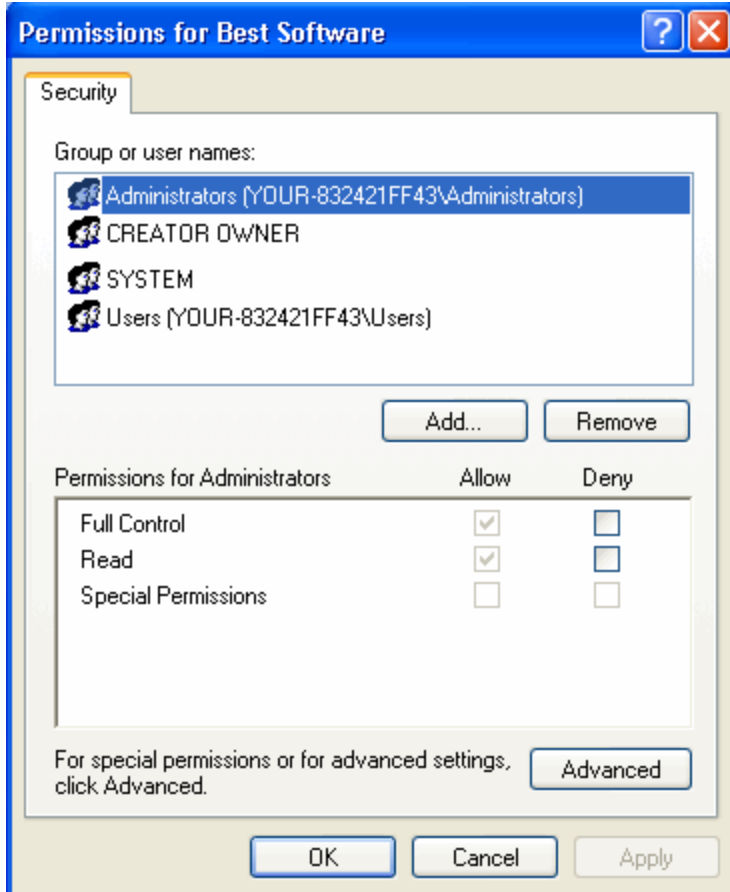 Permissions for Best Software
Security
Group or user names:
Administrators (YOUR-832421FF43\Administrators)
CREATOR OWNER
SYSTEM
Users (YOUR-832421FF43\Users)
Add...
Remove
Permissions for Administrators Allow Deny
Full Control
Read
Special Permissions
For special permissions or for advanced settings,
click Advanced.
Advanced
OK Cancel Apply